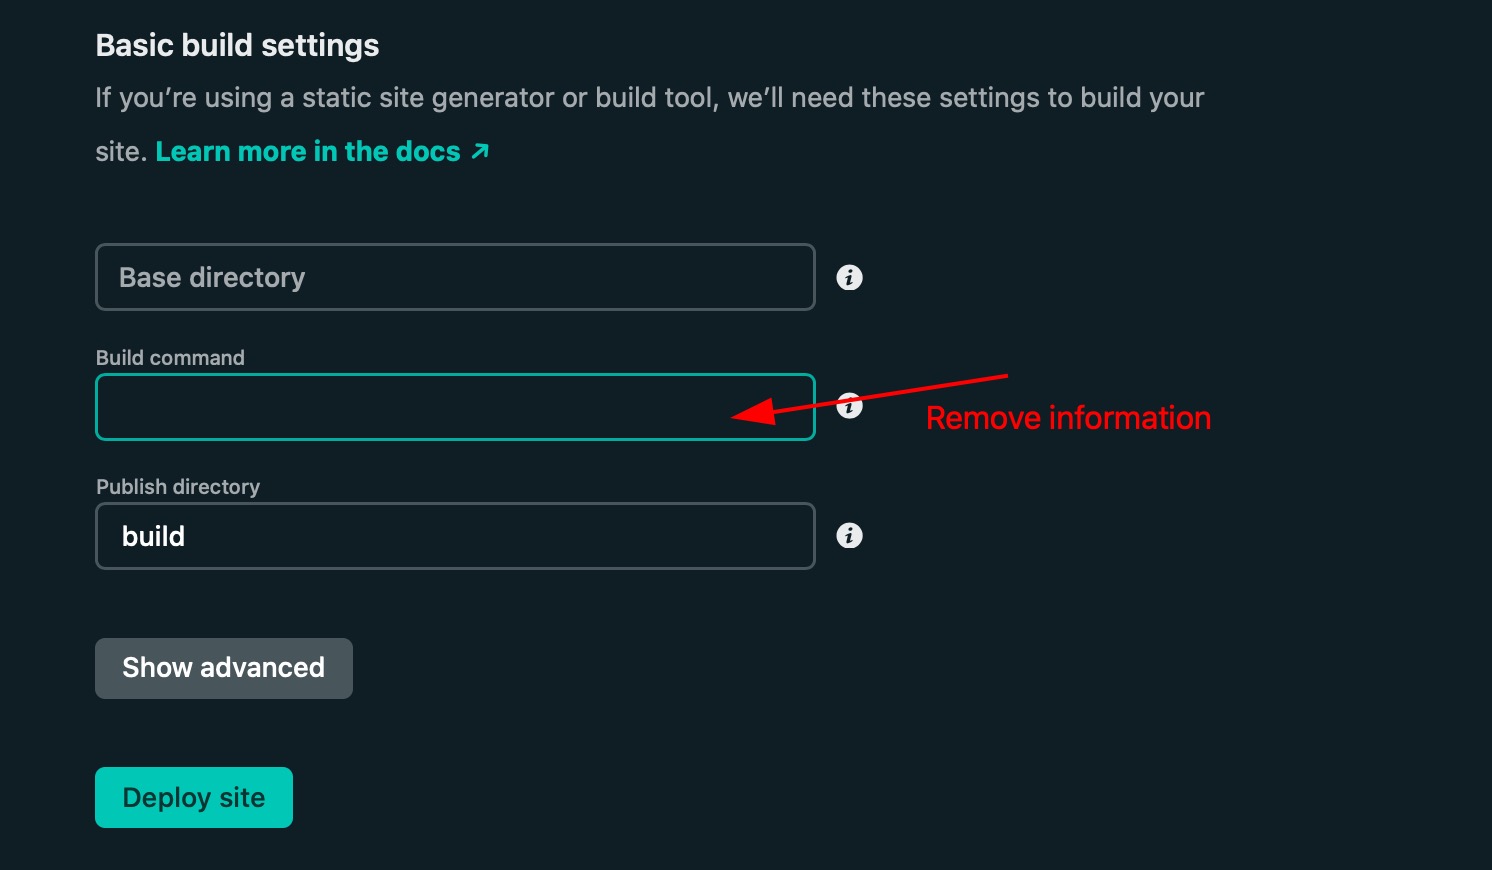 Basic build settings
If you’re using a static site generator or build tool, we’ll need these settings to build your
site. Learn more in the docs ↗
Base directory
Build command
Remove information
Publish directory
build
Show advanced
Deploy site